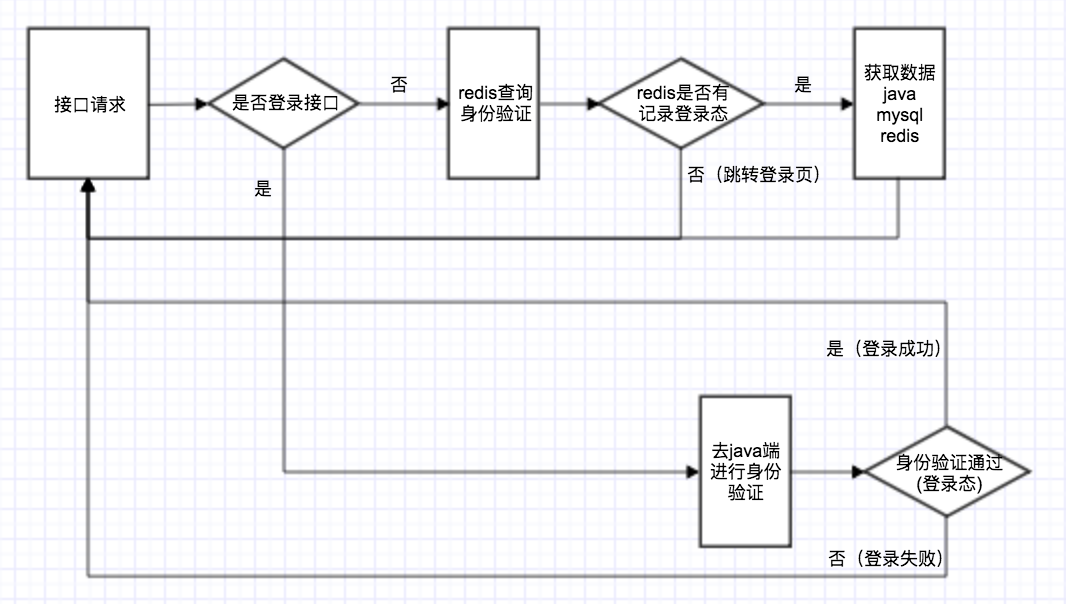 接口请求
是否登录接口
否
redis查询
身份验证
redis是否有
记录登录态
是
获取数据
java
mysql
redis
否（跳转登录页）
是
是（登录成功）
去java端
进行身份
验证
身份验证通过
(登录态)
否（登录失败）